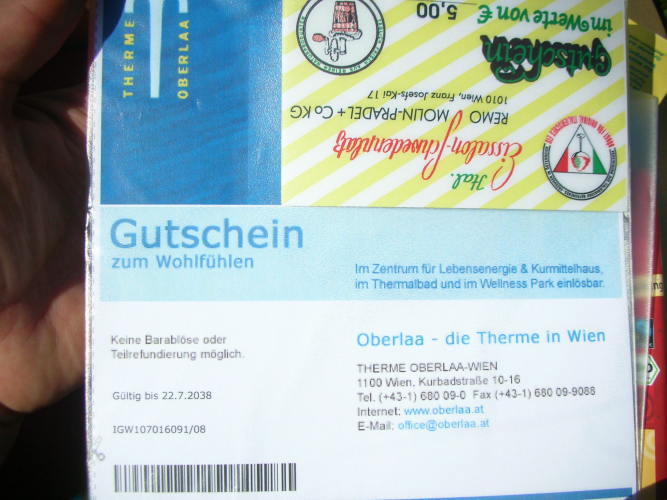 THERME
OBERLAA
Gutschein
im Werte von €
5,00
Ital.
Eissalon-Schwedenplatz
REMO, MOLIN-PRADEL + Co KG
1010 Wien, Franz Josefs-Kai 17
Gutschein
zum Wohlfühlen
Im Zentrum für Lebensenergie & Kurmittelhaus,
im Thermalbad und im Wellness Park einlösbar.
Keine Barablöse oder
Teilrefundierung möglich.
Gültig bis 22.7.2038
IGW107016091/08
Oberlaa - die Therme in Wien
THERME OBERLAA-WIEN
1100 Wien, Kurbadstraße 10-16
Tel. (+43-1) 680 09-0 Fax (+43-1) 680 09-9088
Internet: www.oberlaa.at
E-Mail: office@oberlaa.at